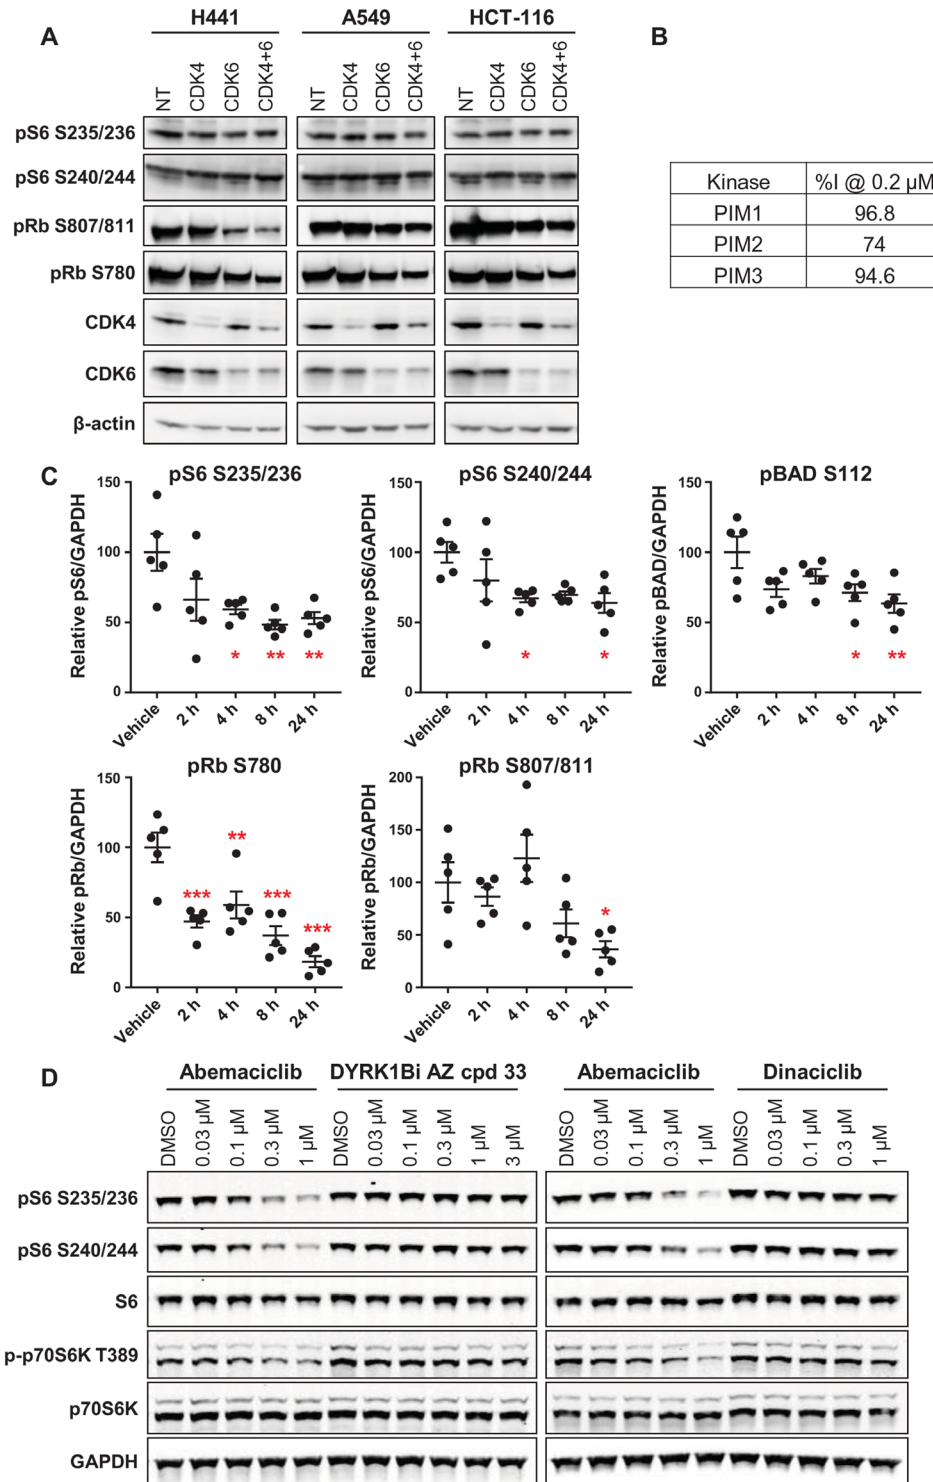 A
H441
A549
HCT-116
NT
CDK4
CDK6
CDK4+6
NT
CDK4
CDK6
CDK4+6
NT
CDK4
CDK6
CDK4+6
pS6 S235/236
pS6 S240/244
pRb S807/811
pRb S780
CDK4
CDK6
β-actin
B
Kinase %I @ 0.2 µM
PIM1 96.8
PIM2 74
PIM3 94.6
C
pS6 S235/236
Relative pS6/GAPDH
150
100
50
0
Vehicle
2 h
4 h
8 h
24 h
*
**
**
pS6 S240/244
Relative pS6/GAPDH
150
100
50
0
Vehicle
2 h
4 h
8 h
24 h
*
*
pBAD S112
Relative pBAD/GAPDH
150
100
50
0
Vehicle
2 h
4 h
8 h
24 h
*
**
pRb S780
Relative pRb/GAPDH
150
100
50
0
Vehicle
2 h
4 h
8 h
24 h
***
**
***
***
pRb S807/811
Relative pRb/GAPDH
200
150
100
50
0
Vehicle
2 h
4 h
8 h
24 h
*
D
Abemaciclib
DYRK1Bi AZ cpd 33
Abemaciclib
Dinaciclib
DMSO
0.03 µM
0.1 µM
0.3 µM
1 µM
DMSO
0.03 µM
0.1 µM
0.3 µM
1 µM
3 µM
DMSO
0.03 µM
0.1 µM
0.3 µM
1 µM
DMSO
0.03 µM
0.1 µM
0.3 µM
1 µM
pS6 S235/236
pS6 S240/244
S6
p-p70S6K T389
p70S6K
GAPDH